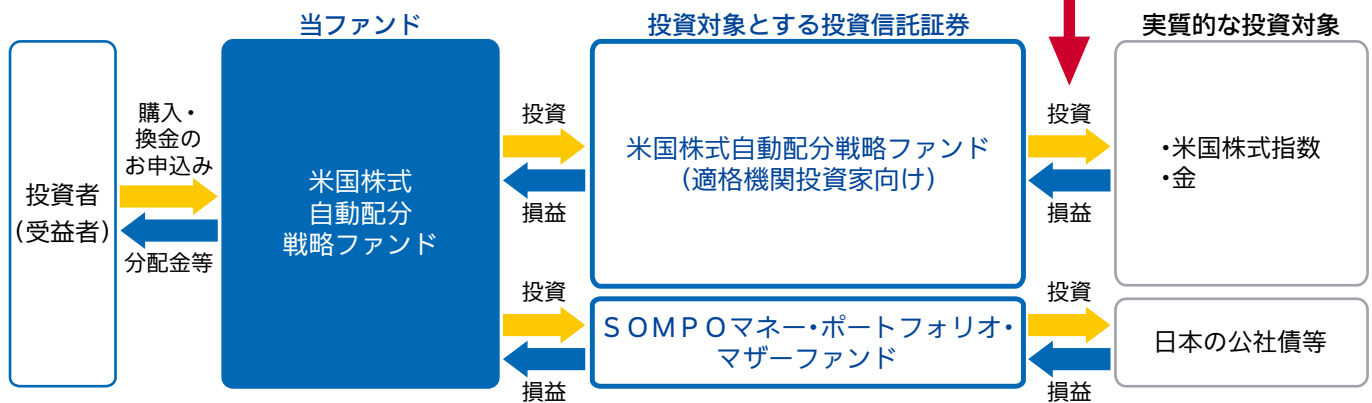 当ファンド
投資対象とする投資信託証券
実質的な投資対象
投資者
(受益者)
購入・
換金の
お申込み
分配金等
米国株式
自動配分
戦略ファンド
投資
損益
米国株式自動配分戦略ファンド
(適格機関投資家向け)
投資
損益
・米国株式指数
・金
投資
損益
SOMPOマネー・ポートフォリオ・
マザーファンド
投資
損益
日本の公社債等